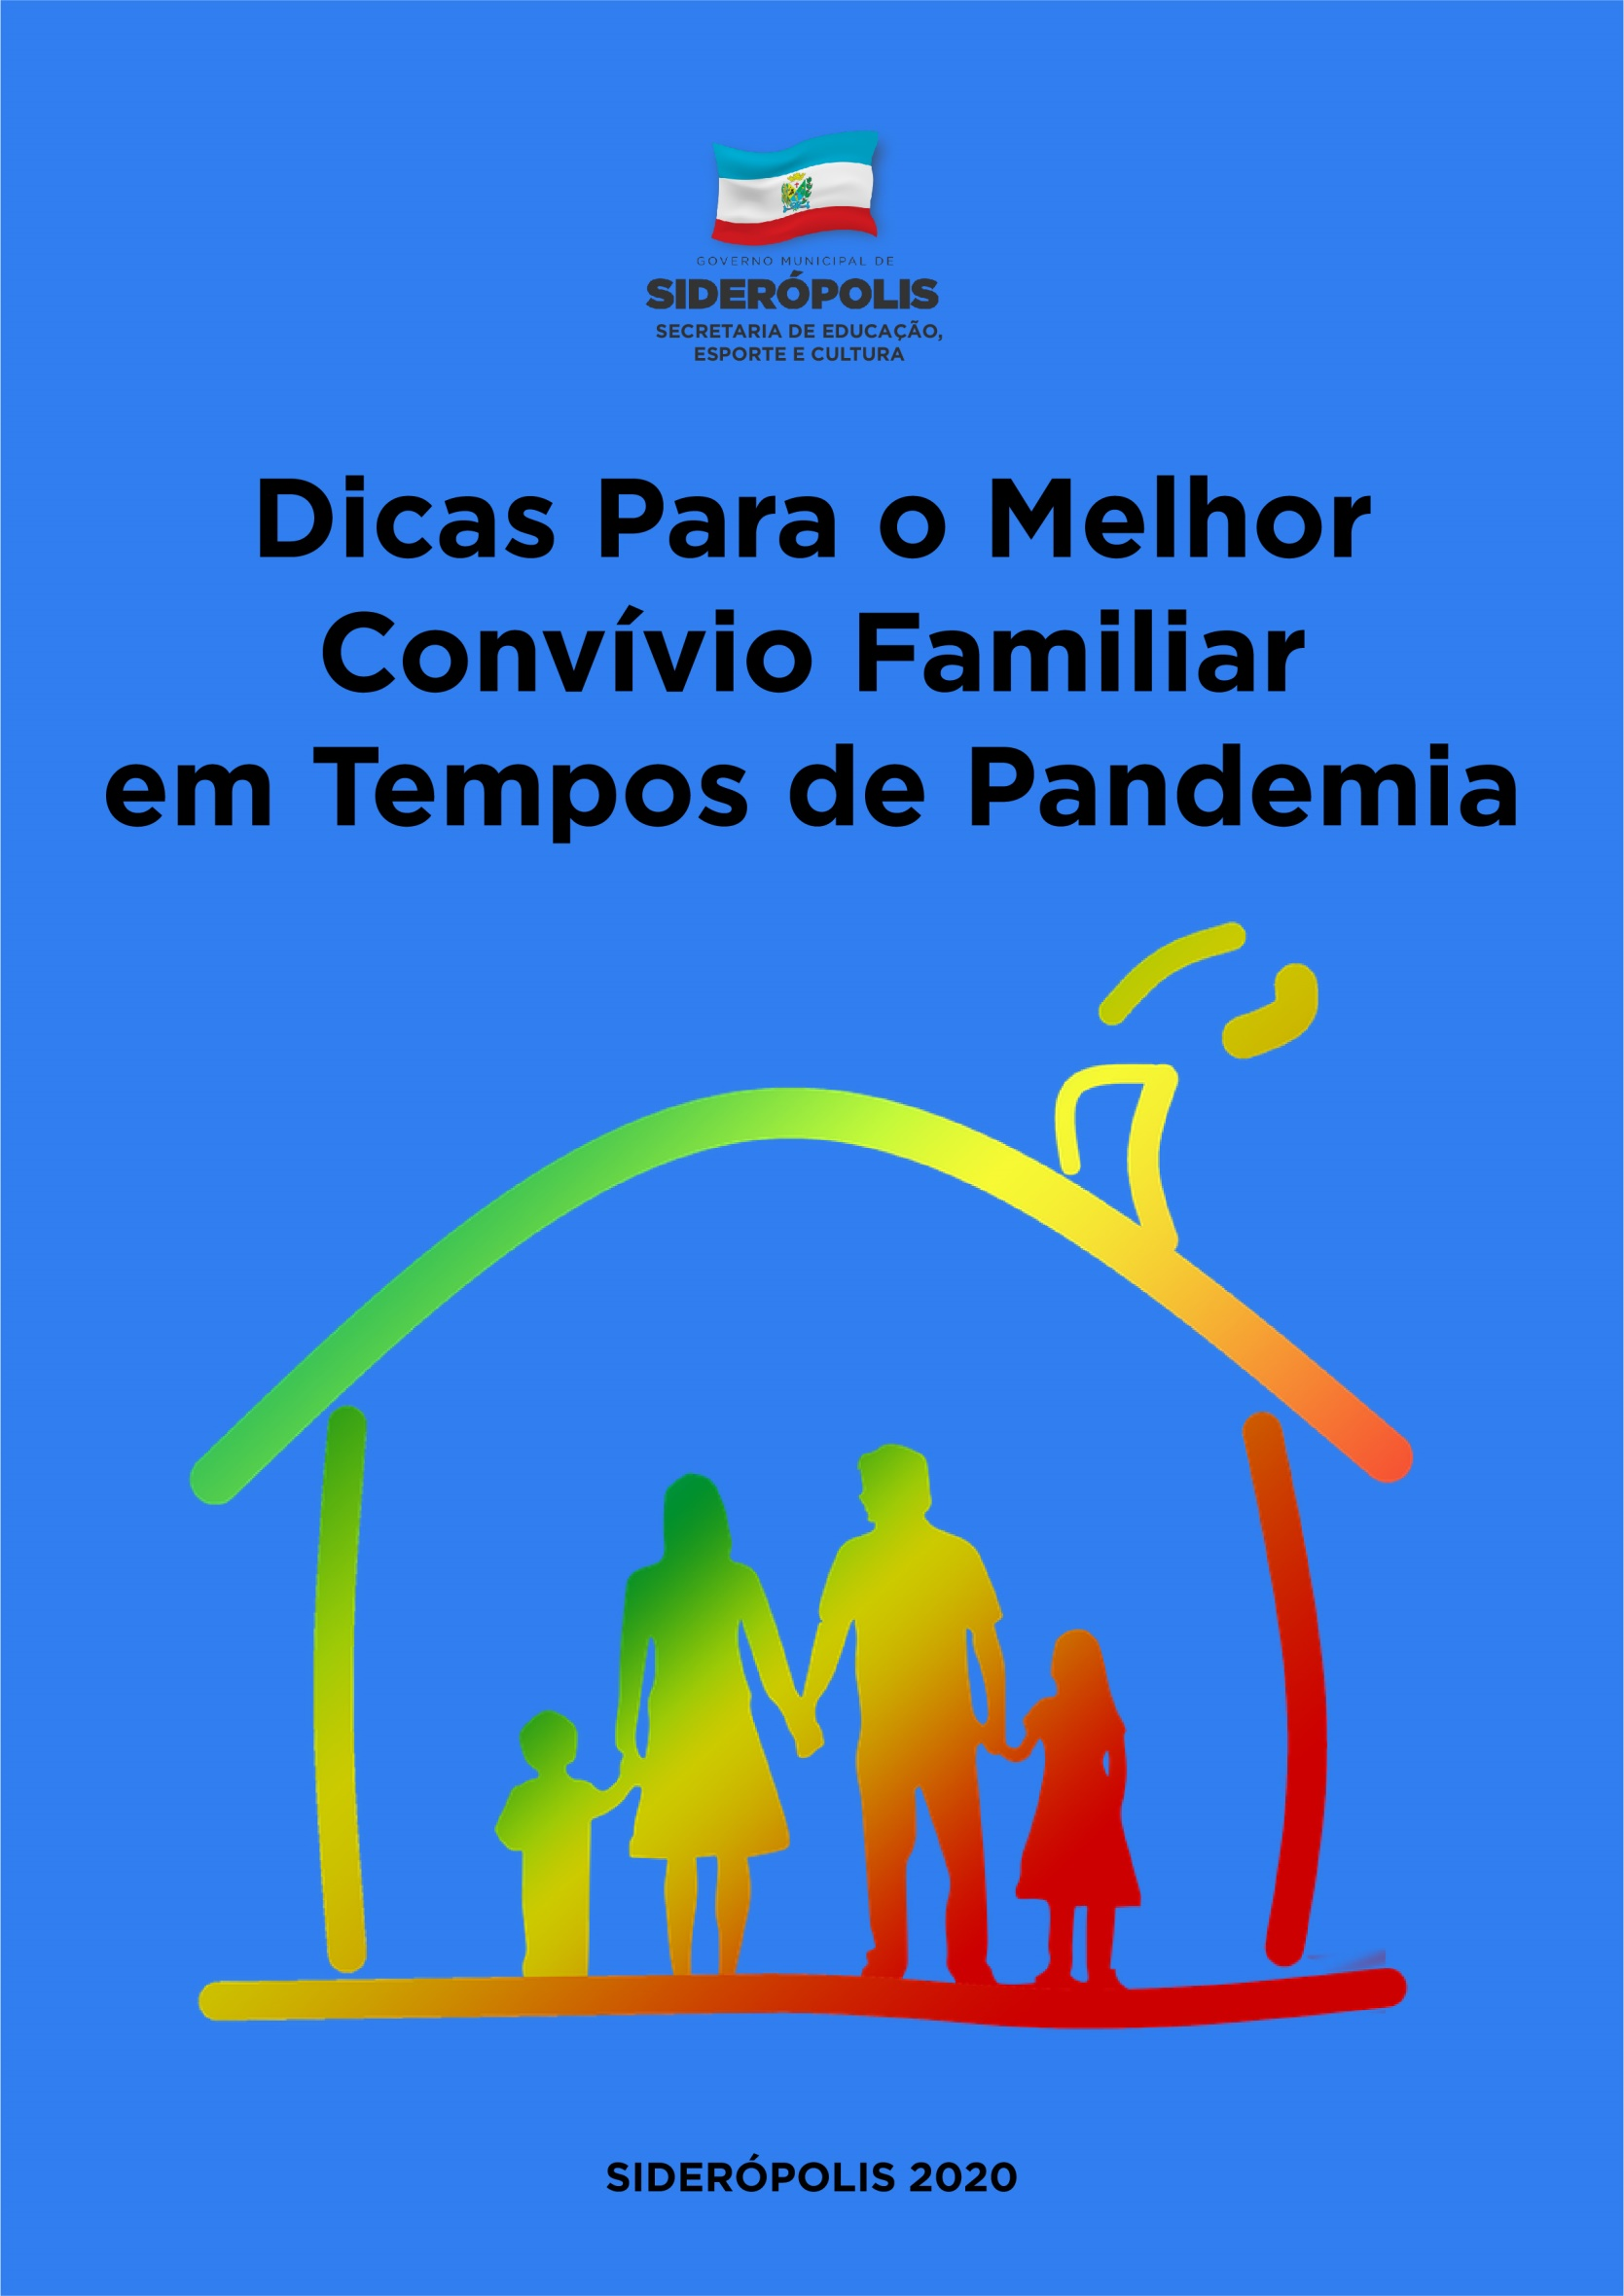 GOVERNO MUNICIPAL DE
SIDERÓPOLIS
SECRETARIA DE EDUCAÇÃO,
ESPORTE E CULTURA
Dicas Para o Melhor
Convívio Familiar
em Tempos de Pandemia
SIDERÓPOLIS 2020